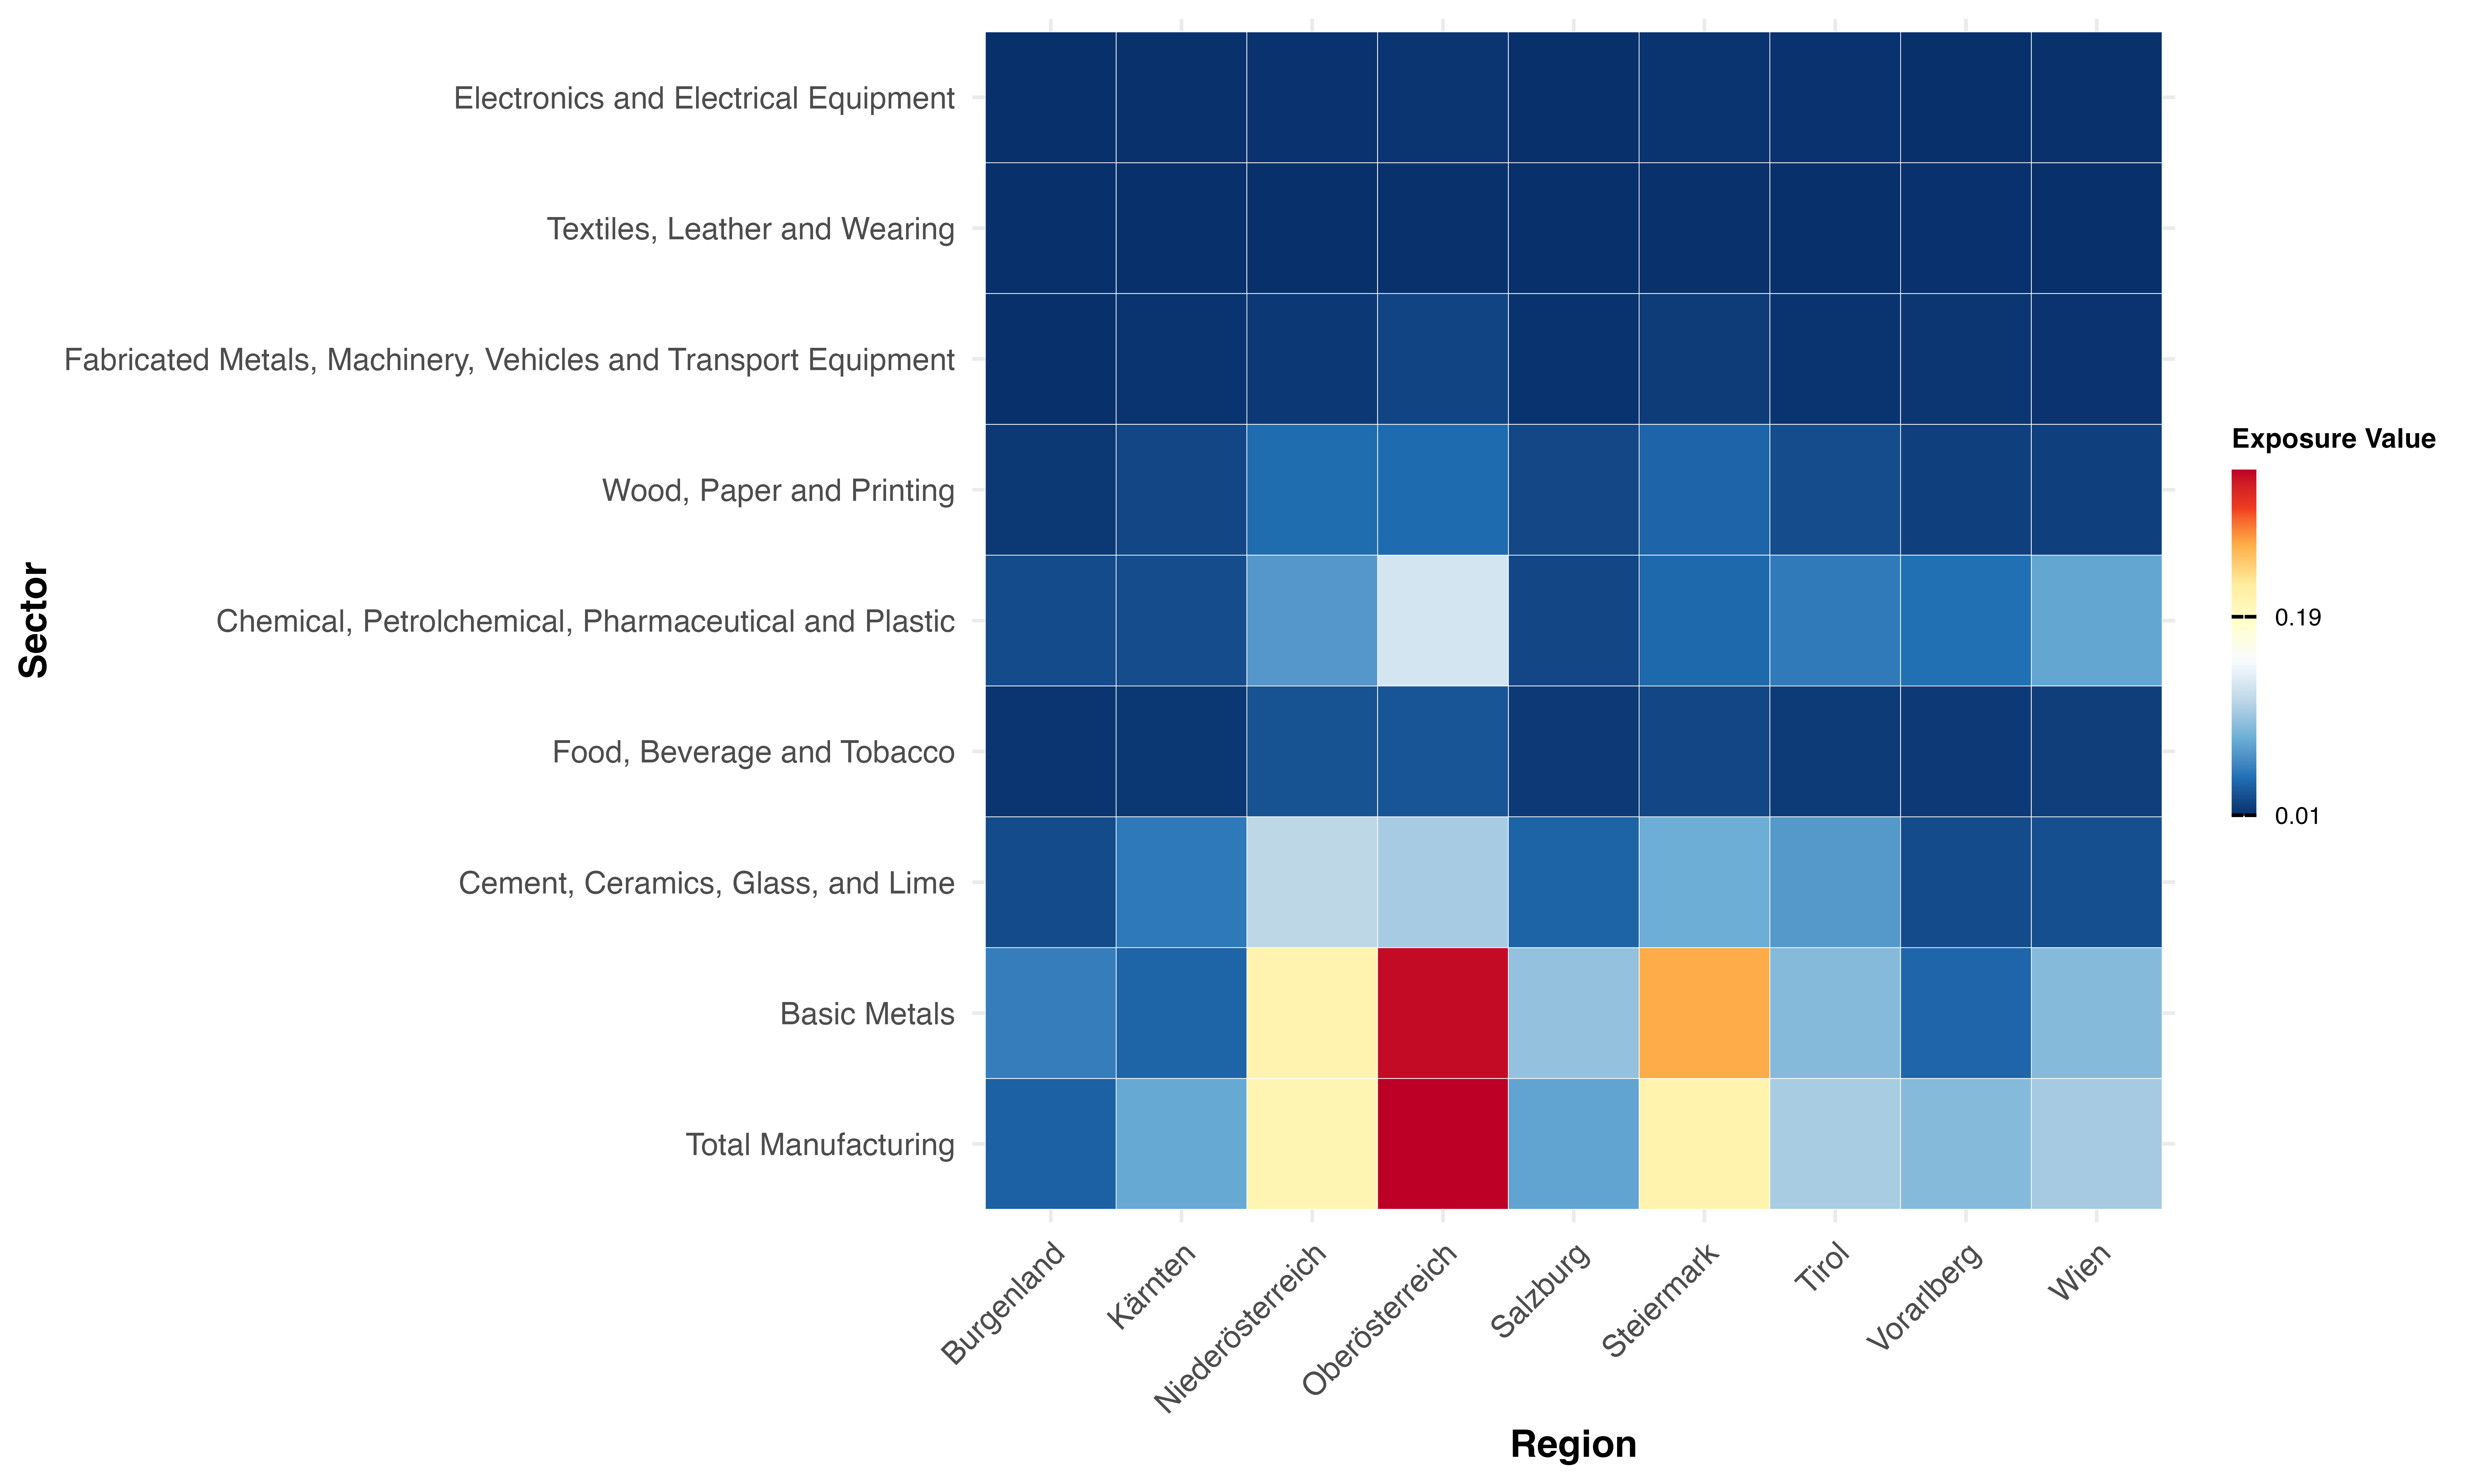 Electronics and Electrical Equipment
Textiles, Leather and Wearing
Fabricated Metals, Machinery, Vehicles and Transport Equipment
Wood, Paper and Printing
Chemical, Petrolchemical, Pharmaceutical and Plastic
Food, Beverage and Tobacco
Cement, Ceramics, Glass, and Lime
Basic Metals
Total Manufacturing
Sector
Burgenland
Kärnten
Niederösterreich
Oberösterreich
Salzburg
Steiermark
Tirol
Vorarlberg
Wien
Region
Exposure Value
0.19
0.01